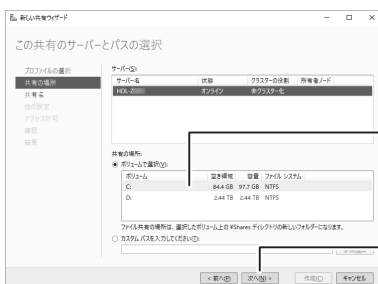 新しい共有ウィザード
この共有のサーバーとパスの選択
プロファイルの選択
共有の場所
共有名
他の設定
アクセス許可
確認
結果
サーバー(S):
サーバー名 状態 クラスターの役割 所有者ノード
HDL-Z オンライン 非クラスター化
共有の場所:
ボリュームで選択(V):
ボリューム 空き領域 容量 ファイル システム
C: 84.4 GB 97.7 GB NTFS
D: 2.44 TB 2.44 TB NTFS
ファイル共有の場所は、選択したボリューム上の ¥Shares ディレクトリの新しいフォルダーになります。
カスタム パスを入力してください(T):
< 前へ(P) 次へ(N) > 作成(C) キャンセル